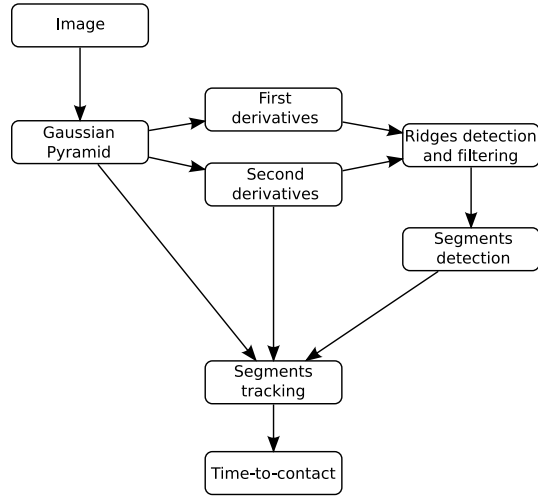 Image
First
derivatives
Gaussian
Pyramid
Ridges detection
and filtering
Second
derivatives
Segments
detection
Segments
tracking
Time-to-contact